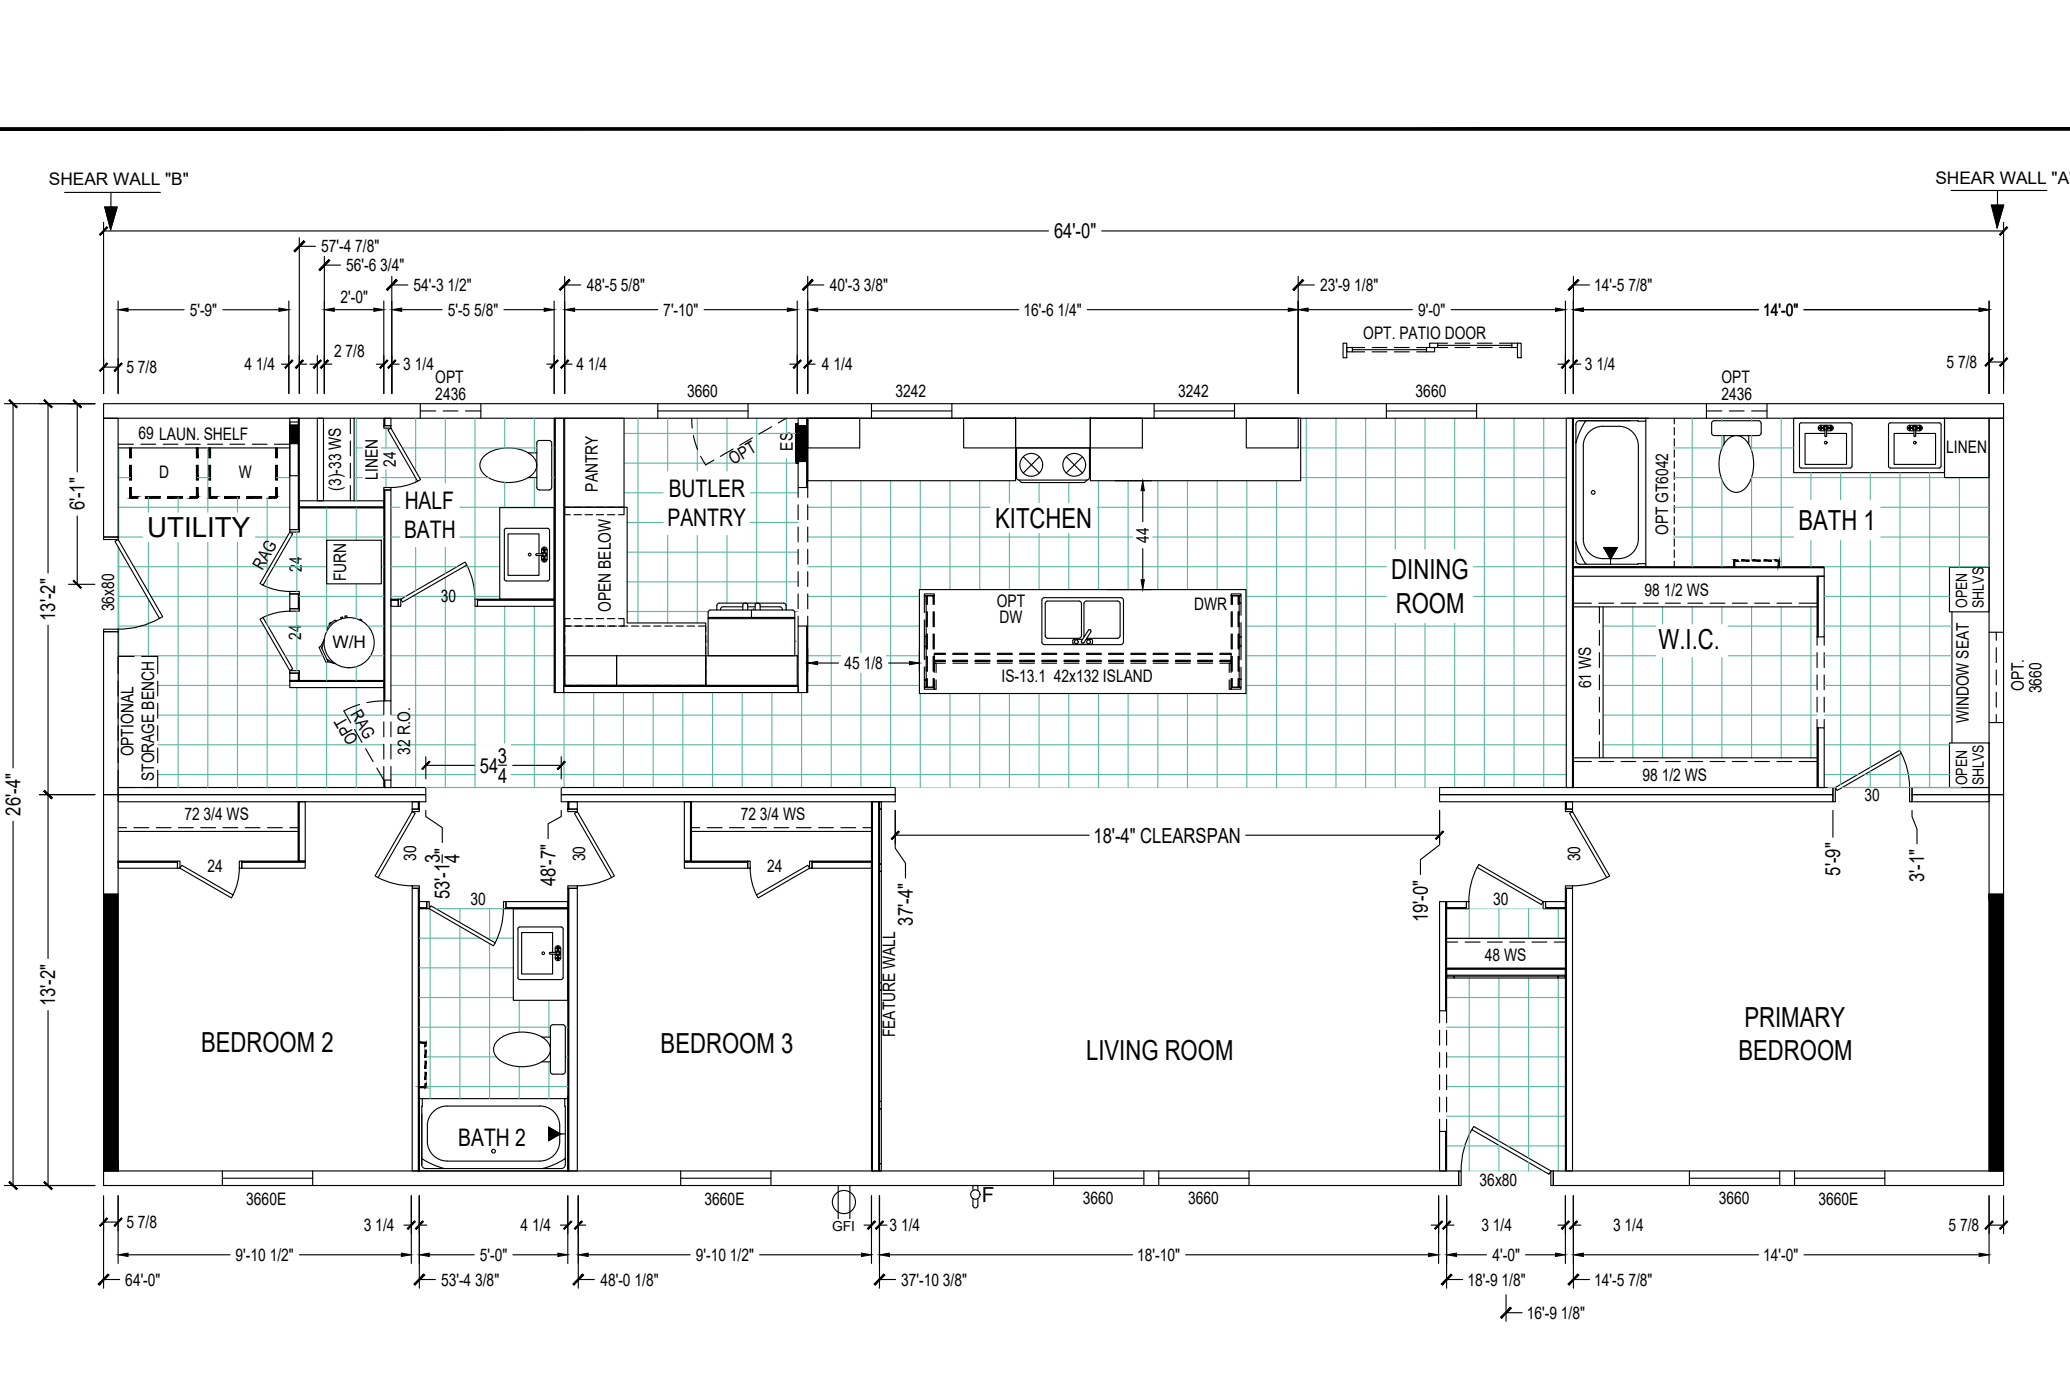 SHEAR WALL "B"
SHEAR WALL "A"
64'-0"
57'-4 7/8"
56'-6 3/4"
54'-3 1/2"
48'-5 5/8"
40'-3 3/8"
23'-9 1/8"
14'-5 7/8"
5'-9"
2'-0"
5'-5 5/8"
7'-10"
16'-6 1/4"
9'-0"
14'-0"
OPT. PATIO DOOR
5 7/8
4 1/4
2 7/8
3 1/4
4 1/4
4 1/4
3 1/4
5 7/8
OPT
2436
3660
3242
3242
3660
OPT
2436
69 LAUN. SHELF
D
W
UTILITY
(3)-33 WS
LINEN
24
HALF
BATH
30
PANTRY
OPEN BELOW
BUTLER
PANTRY
OPT
ES
KITCHEN
44
DINING
ROOM
OPT GT6042
BATH 1
LINEN
6'-1"
13'-2"
26'-4"
36x80
RAG
24
FURN
24
W/H
OPTIONAL
STORAGE BENCH
RAG
OPT
32 R.O.
54 3/4
45 1/8
OPT
DW
DWR
IS-13.1 42x132 ISLAND
98 1/2 WS
W.I.C.
61 WS
98 1/2 WS
OPEN
SHLVS
WINDOW SEAT
OPEN
SHLVS
OPT.
3660
72 3/4 WS
24
30
53'-1 3/4"
48'-7"
30
72 3/4 WS
24
18'-4" CLEARSPAN
37'-4"
19'-0"
30
30
5'-9"
3'-1"
30
30
48 WS
13'-2"
FEATURE WALL
BEDROOM 2
BATH 2
BEDROOM 3
LIVING ROOM
PRIMARY
BEDROOM
3660E
3660E
GFI
F
3660
3660
36x80
3660
3660E
5 7/8
3 1/4
4 1/4
3 1/4
3 1/4
3 1/4
5 7/8
9'-10 1/2"
5'-0"
9'-10 1/2"
18'-10"
4'-0"
14'-0"
64'-0"
53'-4 3/8"
48'-0 1/8"
37'-10 3/8"
18'-9 1/8"
14'-5 7/8"
16'-9 1/8"